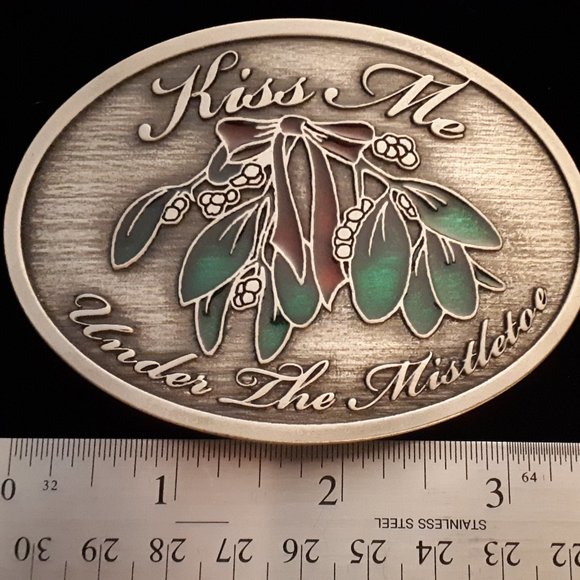 Kiss Me
Under The Mistletoe
0 32 1 2 3 64
STAINLESS STEEL
30 29 28 27 26 25 24 23 22